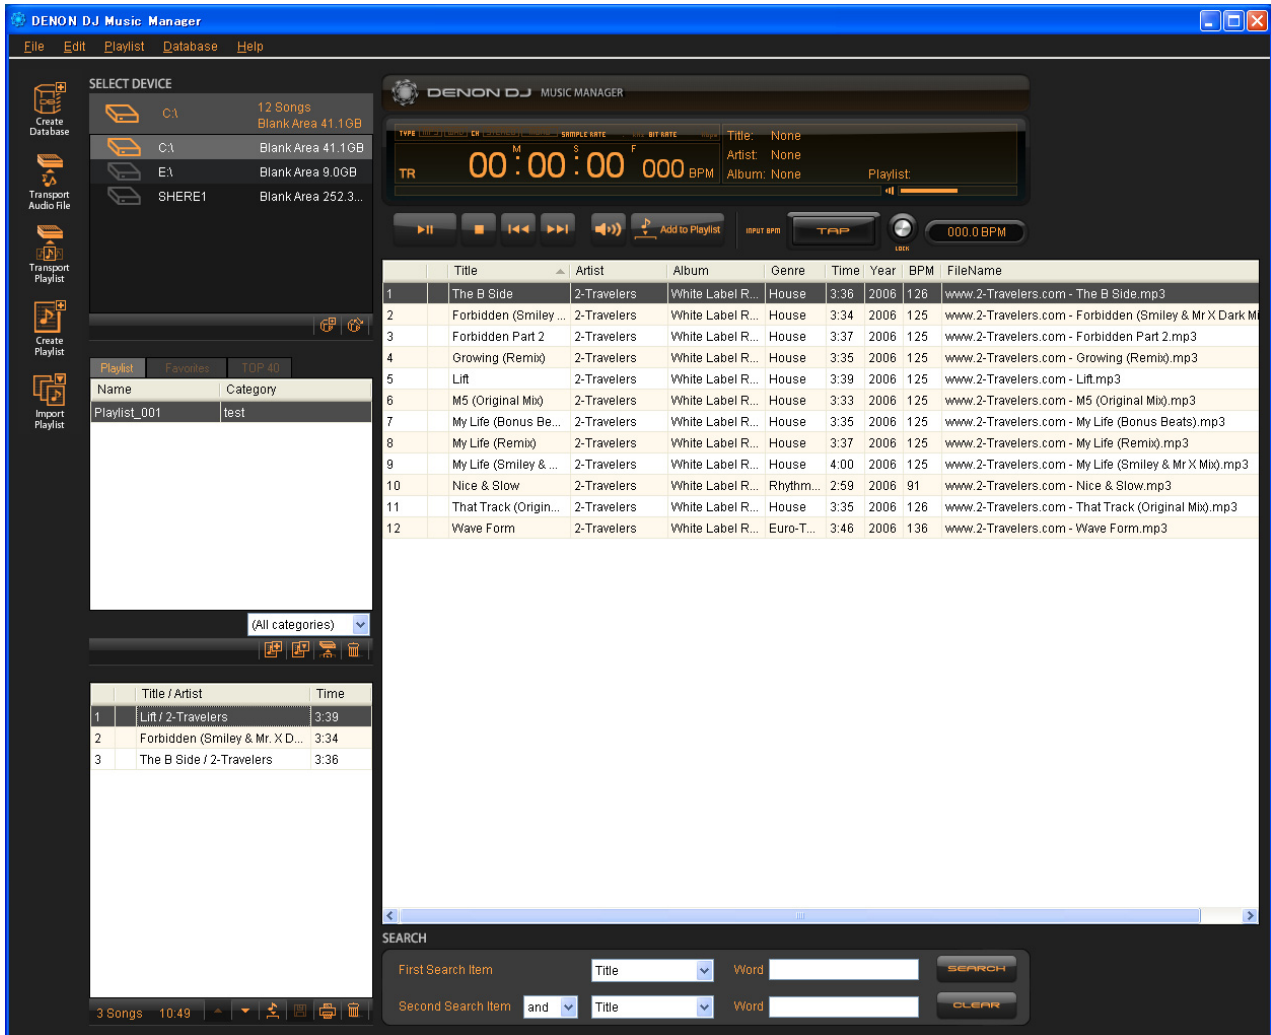 DENON DJ Music Manager
File Edit Playlist Database Help
Create Database
Transport Audio File
Transport Playlist
Create Playlist
Import Playlist
SELECT DEVICE
C:\ 12 Songs
Blank Area 41.1GB
C:\ Blank Area 41.1GB
E:\ Blank Area 9.0GB
SHERE1 Blank Area 252.3...
Playlist Favorites TOP 40
Name Category
Playlist_001 test
(All categories)
Title / Artist Time
1 Lift / 2-Travelers 3:39
2 Forbidden (Smiley & Mr. X D... 3:34
3 The B Side / 2-Travelers 3:36
3 Songs 10:49
DENON DJ MUSIC MANAGER
TYPE CH SAMPLE RATE BIT RATE
M S F
TR 00:00:00 000 BPM
Title: None
Artist: None
Album: None Playlist:
Add to Playlist INPUT BPM TAP LOCK 000.0 BPM
Title Artist Album Genre Time Year BPM FileName
1 The B Side 2-Travelers White Label R... House 3:36 2006 126 www.2-Travelers.com - The B Side.mp3
2 Forbidden (Smiley ... 2-Travelers White Label R... House 3:34 2006 125 www.2-Travelers.com - Forbidden (Smiley & Mr X Dark Mi
3 Forbidden Part 2 2-Travelers White Label R... House 3:37 2006 125 www.2-Travelers.com - Forbidden Part 2.mp3
4 Growing (Remix) 2-Travelers White Label R... House 3:35 2006 125 www.2-Travelers.com - Growing (Remix).mp3
5 Lift 2-Travelers White Label R... House 3:39 2006 125 www.2-Travelers.com - Lift.mp3
6 M5 (Original Mix) 2-Travelers White Label R... House 3:33 2006 125 www.2-Travelers.com - M5 (Original Mix).mp3
7 My Life (Bonus Be... 2-Travelers White Label R... House 3:35 2006 125 www.2-Travelers.com - My Life (Bonus Beats).mp3
8 My Life (Remix) 2-Travelers White Label R... House 3:37 2006 125 www.2-Travelers.com - My Life (Remix).mp3
9 My Life (Smiley & ... 2-Travelers White Label R... House 4:00 2006 125 www.2-Travelers.com - My Life (Smiley & Mr X Mix).mp3
10 Nice & Slow 2-Travelers White Label R... Rhythm... 2:59 2006 91 www.2-Travelers.com - Nice & Slow.mp3
11 That Track (Origin... 2-Travelers White Label R... House 3:35 2006 126 www.2-Travelers.com - That Track (Original Mix).mp3
12 Wave Form 2-Travelers White Label R... Euro-T... 3:46 2006 136 www.2-Travelers.com - Wave Form.mp3
SEARCH
First Search Item Title Word SEARCH
Second Search Item and Title Word CLEAR